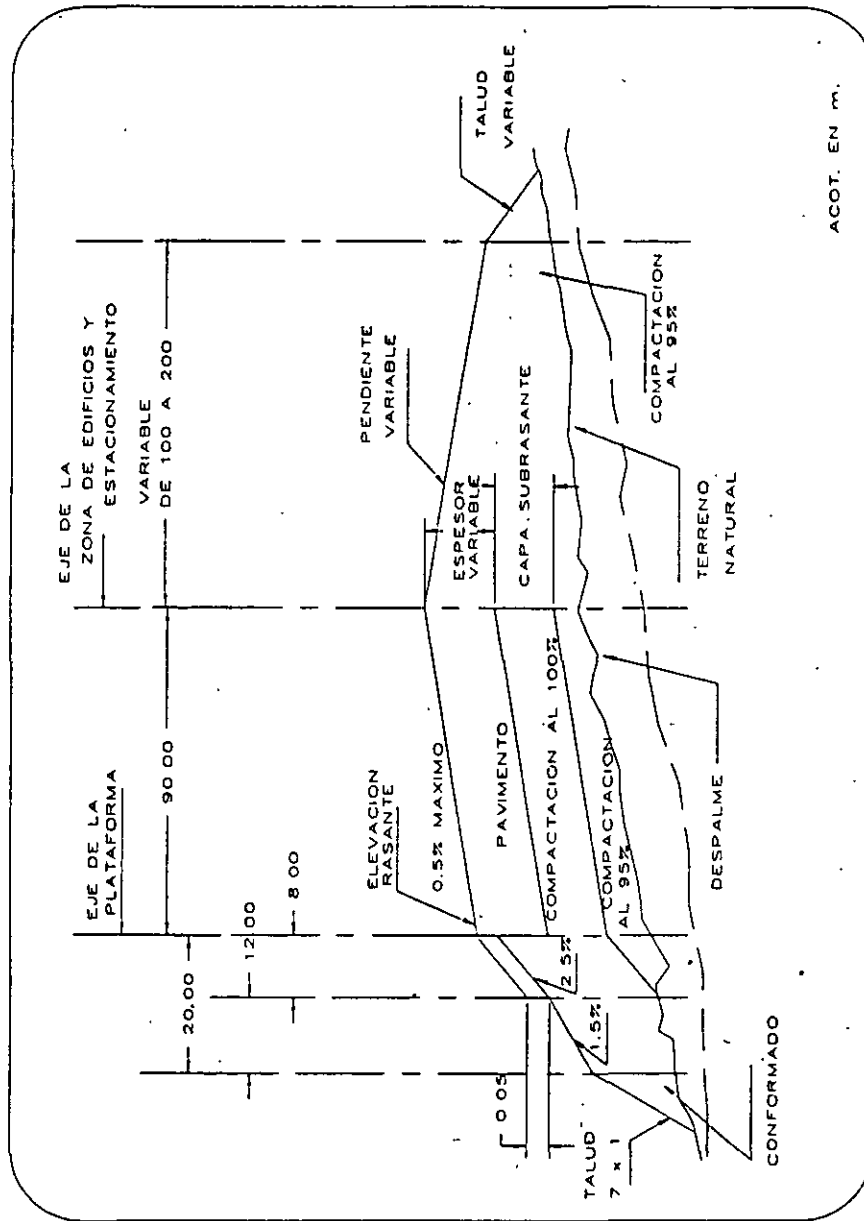 EJE DE LA
PLATAFORMA
EJE DE LA
ZONA DE EDIFICIOS Y
ESTACIONAMIENTO
20.00
12.00
8.00
90.00
VARIABLE
DE 100 A 200
ELEVACION
RASANTE
0.5% MAXIMO
PENDIENTE
VARIABLE
TALUD
VARIABLE
0.05
2.5%
1.5%
TALUD
7 x 1
PAVIMENTO
ESPESOR
VARIABLE
COMPACTACION AL 100%
CAPA SUBRASANTE
COMPACTACION
AL 95%
COMPACTACION
AL 95%
CONFORMADO
DESPALME
TERRENO
NATURAL
ACOT. EN m.